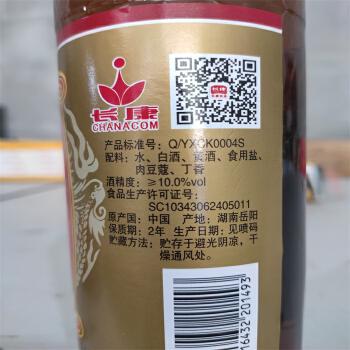 长康
CHANACOM
产品标准号：Q/YXCK0004S
配料：水、白酒、黄酒、食用盐、
肉豆蔻、丁香
酒精度：≥10.0%vol
食品生产许可证号：
SC10343062405011
原产国：中国 产地：湖南岳阳
保质期：2年 生产日期：见喷码
贮藏方法：贮存于避光阴凉，干
燥通风处。
16432201493